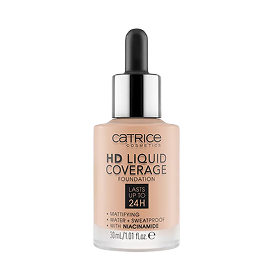 CATRICE
COSMETICS
HD LIQUID
COVERAGE
FOUNDATION
LASTS
UP TO
24H
• MATTIFYING
• WATER + SWEATPROOF
• WITH NIACINAMIDE
30ml/1.01 fl.oz.